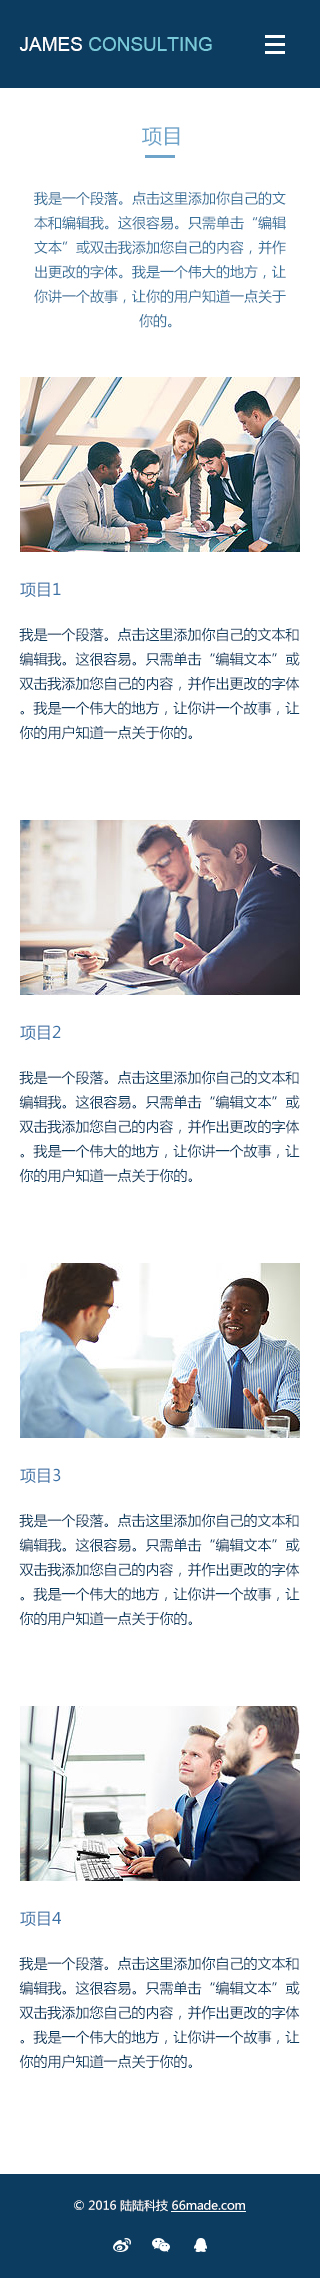 JAMES CONSULTING
项目
我是一个段落。点击这里添加你自己的文
本和编辑我。这很容易。只需单击“编辑
文本”或双击我添加您自己的内容，并作
出更改的字体。我是一个伟大的地方，让
你讲一个故事，让你的用户知道一点关于
你的。
项目1
我是一个段落。点击这里添加你自己的文本和
编辑我。这很容易。只需单击“编辑文本”或
双击我添加您自己的内容，并作出更改的字体
。我是一个伟大的地方，让你讲一个故事，让
你的用户知道一点关于你的。
项目2
我是一个段落。点击这里添加你自己的文本和
编辑我。这很容易。只需单击“编辑文本”或
双击我添加您自己的内容，并作出更改的字体
。我是一个伟大的地方，让你讲一个故事，让
你的用户知道一点关于你的。
项目3
我是一个段落。点击这里添加你自己的文本和
编辑我。这很容易。只需单击“编辑文本”或
双击我添加您自己的内容，并作出更改的字体
。我是一个伟大的地方，让你讲一个故事，让
你的用户知道一点关于你的。
项目4
我是一个段落。点击这里添加你自己的文本和
编辑我。这很容易。只需单击“编辑文本”或
双击我添加您自己的内容，并作出更改的字体
。我是一个伟大的地方，让你讲一个故事，让
你的用户知道一点关于你的。
© 2016 陆陆科技 66made.com